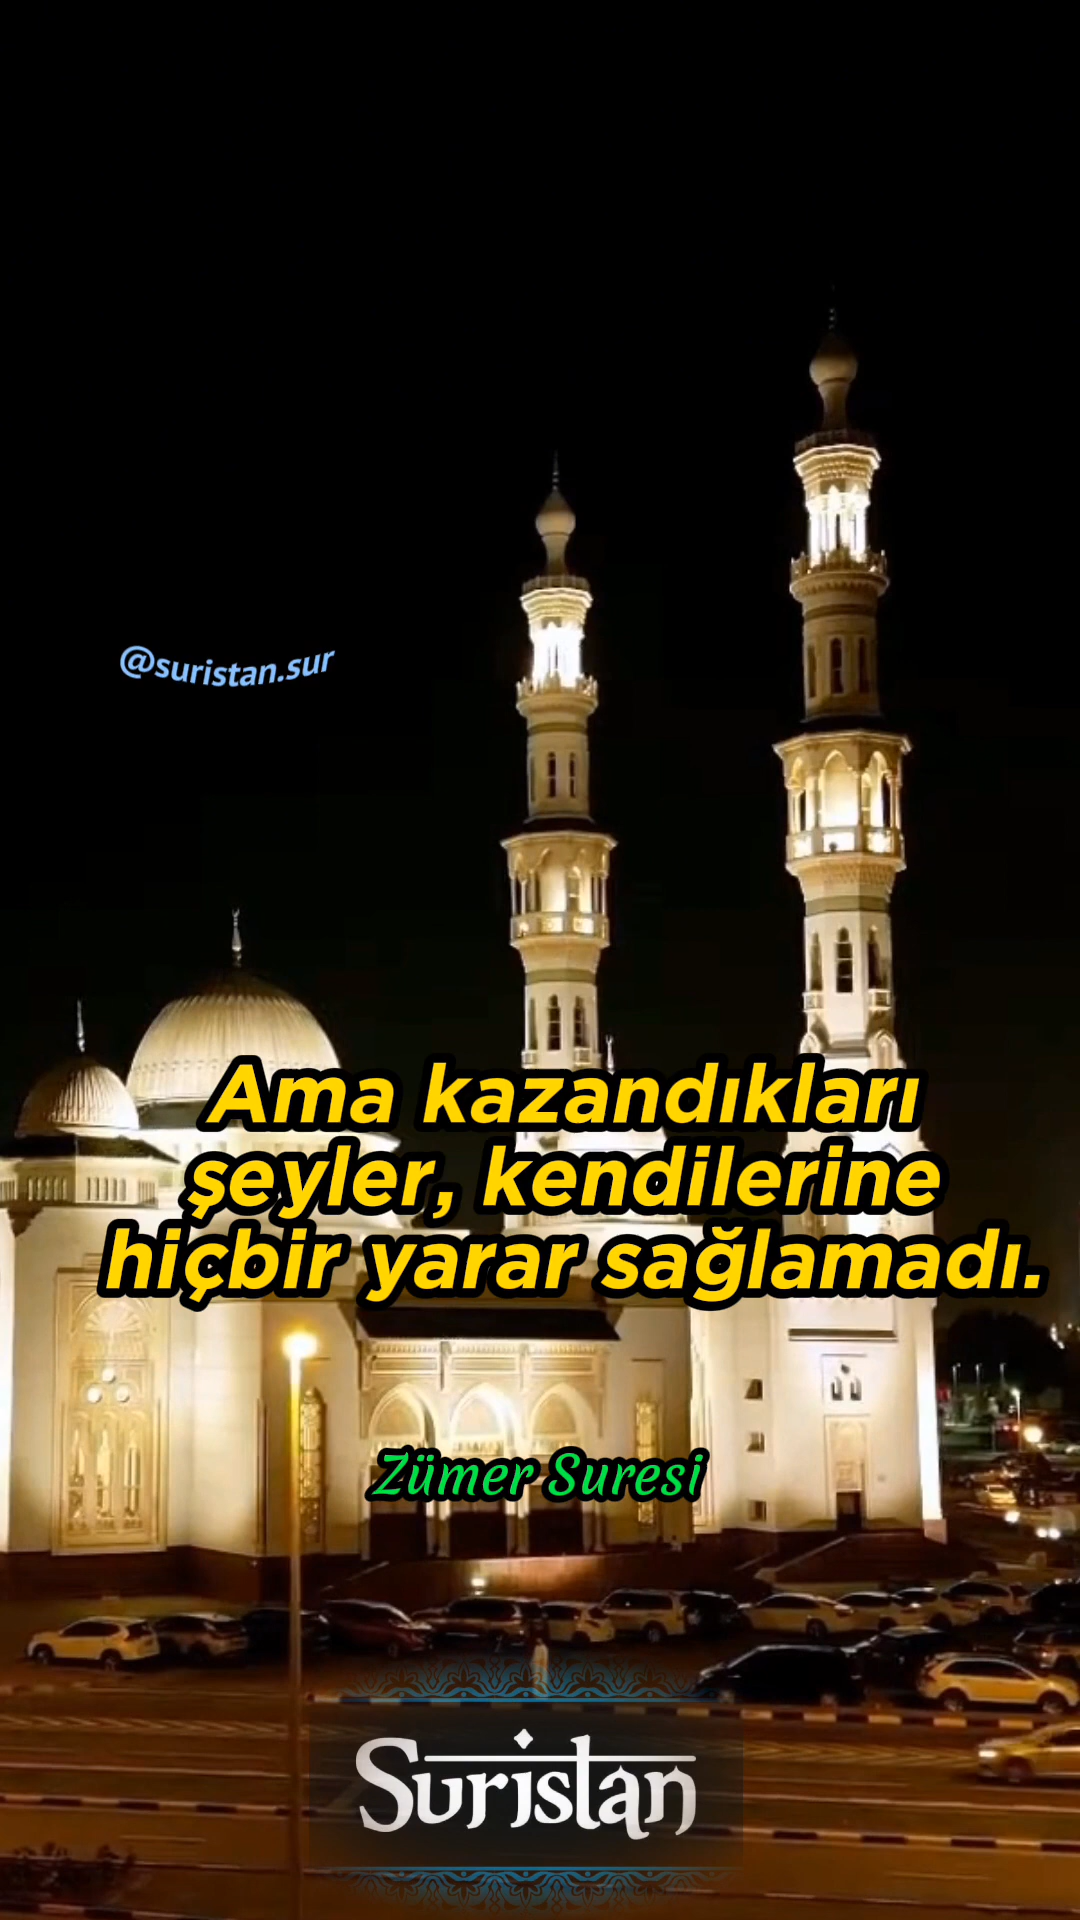 @suristan.sur
Ama kazandıkları
şeyler, kendilerine
hiçbir yarar sağlamadı.
Zümer Suresi
Suristan